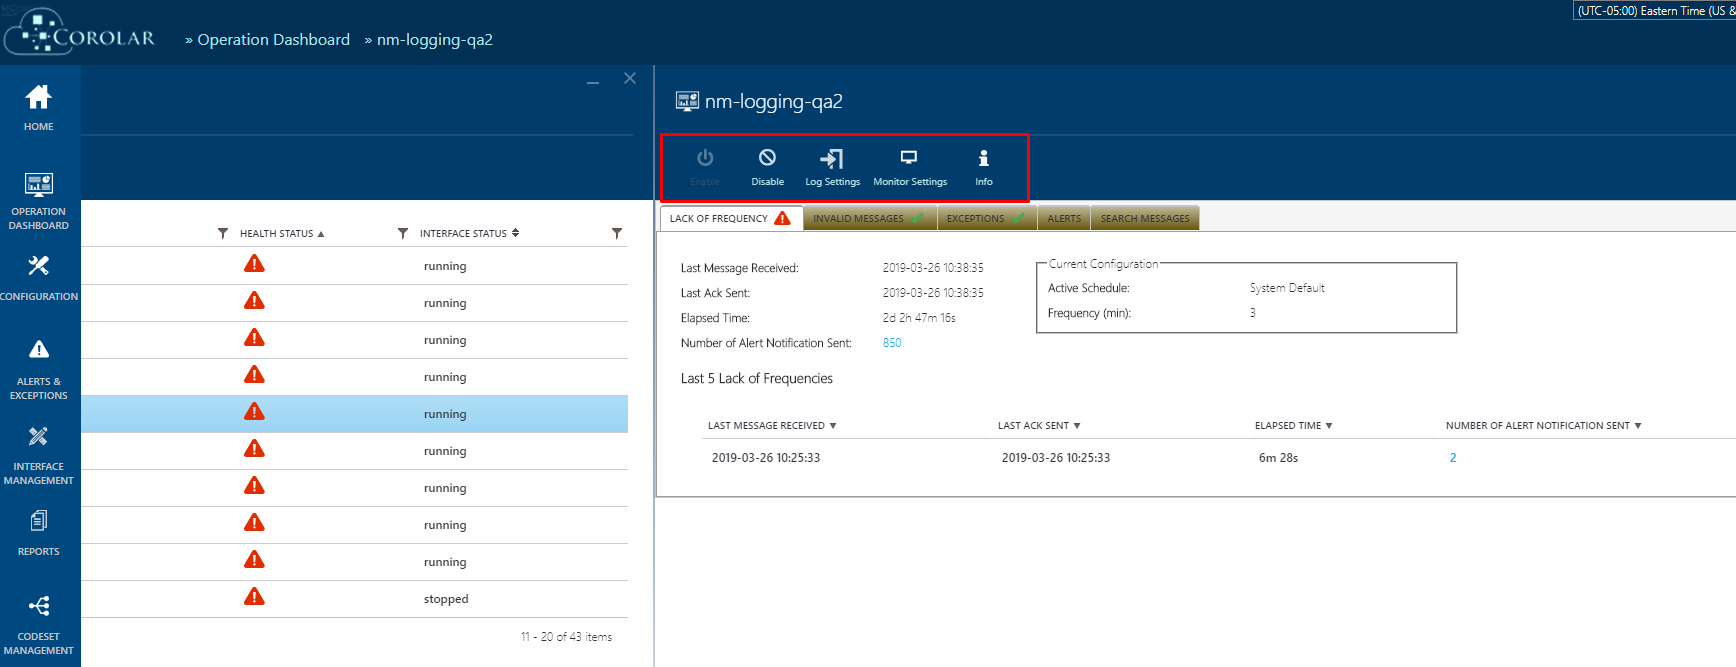 (UTC-05:00) Eastern Time (US &
COROLAR » Operation Dashboard » nm-logging-qa2
HOME
OPERATION
DASHBOARD
CONFIGURATION
ALERTS &
EXCEPTIONS
INTERFACE
MANAGEMENT
REPORTS
CODESET
MANAGEMENT
HEALTH STATUS ▲ INTERFACE STATUS
running
running
running
running
running
running
running
running
running
stopped
11 - 20 of 43 items
nm-logging-qa2
Enable Disable Log Settings Monitor Settings Info
LACK OF FREQUENCY INVALID MESSAGES EXCEPTIONS ALERTS SEARCH MESSAGES
Last Message Received: 2019-03-26 10:38:35
Last Ack Sent: 2019-03-26 10:38:35
Elapsed Time: 2d 2h 47m 16s
Number of Alert Notification Sent: 850
Current Configuration
Active Schedule: System Default
Frequency (min): 3
Last 5 Lack of Frequencies
LAST MESSAGE RECEIVED ▼ LAST ACK SENT ▼ ELAPSED TIME ▼ NUMBER OF ALERT NOTIFICATION SENT ▼
2019-03-26 10:25:33 2019-03-26 10:25:33 6m 28s 2